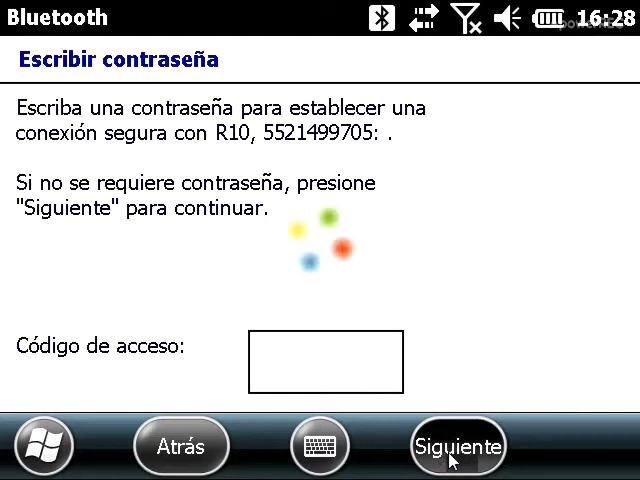 Bluetooth
16:28
Escribir contraseña
Escriba una contraseña para establecer una
conexión segura con R10, 5521499705: .
Si no se requiere contraseña, presione
"Siguiente" para continuar.
Código de acceso:
Atrás
Siguiente